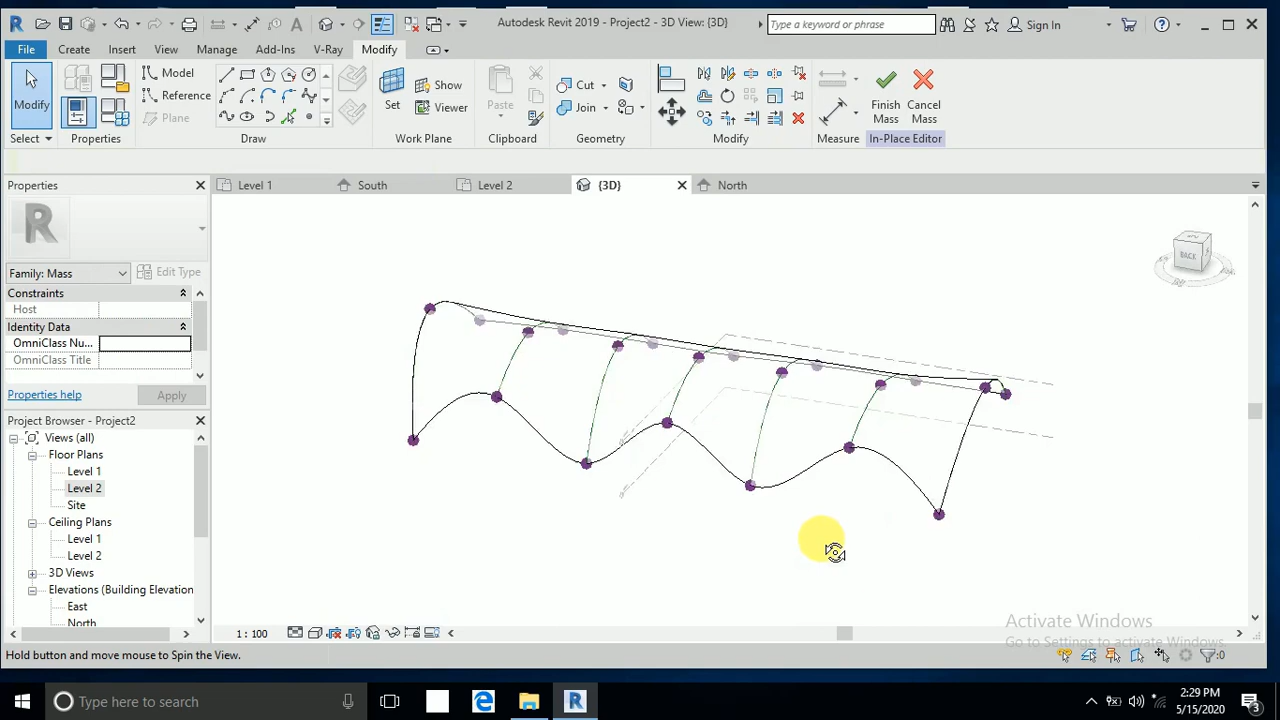 Autodesk Revit 2019 - Project2 - 3D View: {3D}
Type a keyword or phrase
Sign In
File Create Insert View Manage Add-Ins V-Ray Modify
Modify
Select
Properties
Model
Reference
Plane
Draw
Set
Show
Viewer
Work Plane
Paste
Clipboard
Cut
Join
Geometry
Modify
Measure
Finish
Mass
Cancel
Mass
In-Place Editor
Properties
Level 1
South
Level 2
{3D}
North
Family: Mass
Edit Type
Constraints
Host
Identity Data
OmniClass Nu...
OmniClass Title
Properties help
Apply
Project Browser - Project2
Views (all)
Floor Plans
Level 1
Level 2
Site
Ceiling Plans
Level 1
Level 2
3D Views
Elevations (Building Elevation)
East
North
BACK
1 : 100
Activate Windows
Go to Settings to activate Windows.
Hold button and move mouse to Spin the View.
:0
Type here to search
2:29 PM
5/15/2020
3